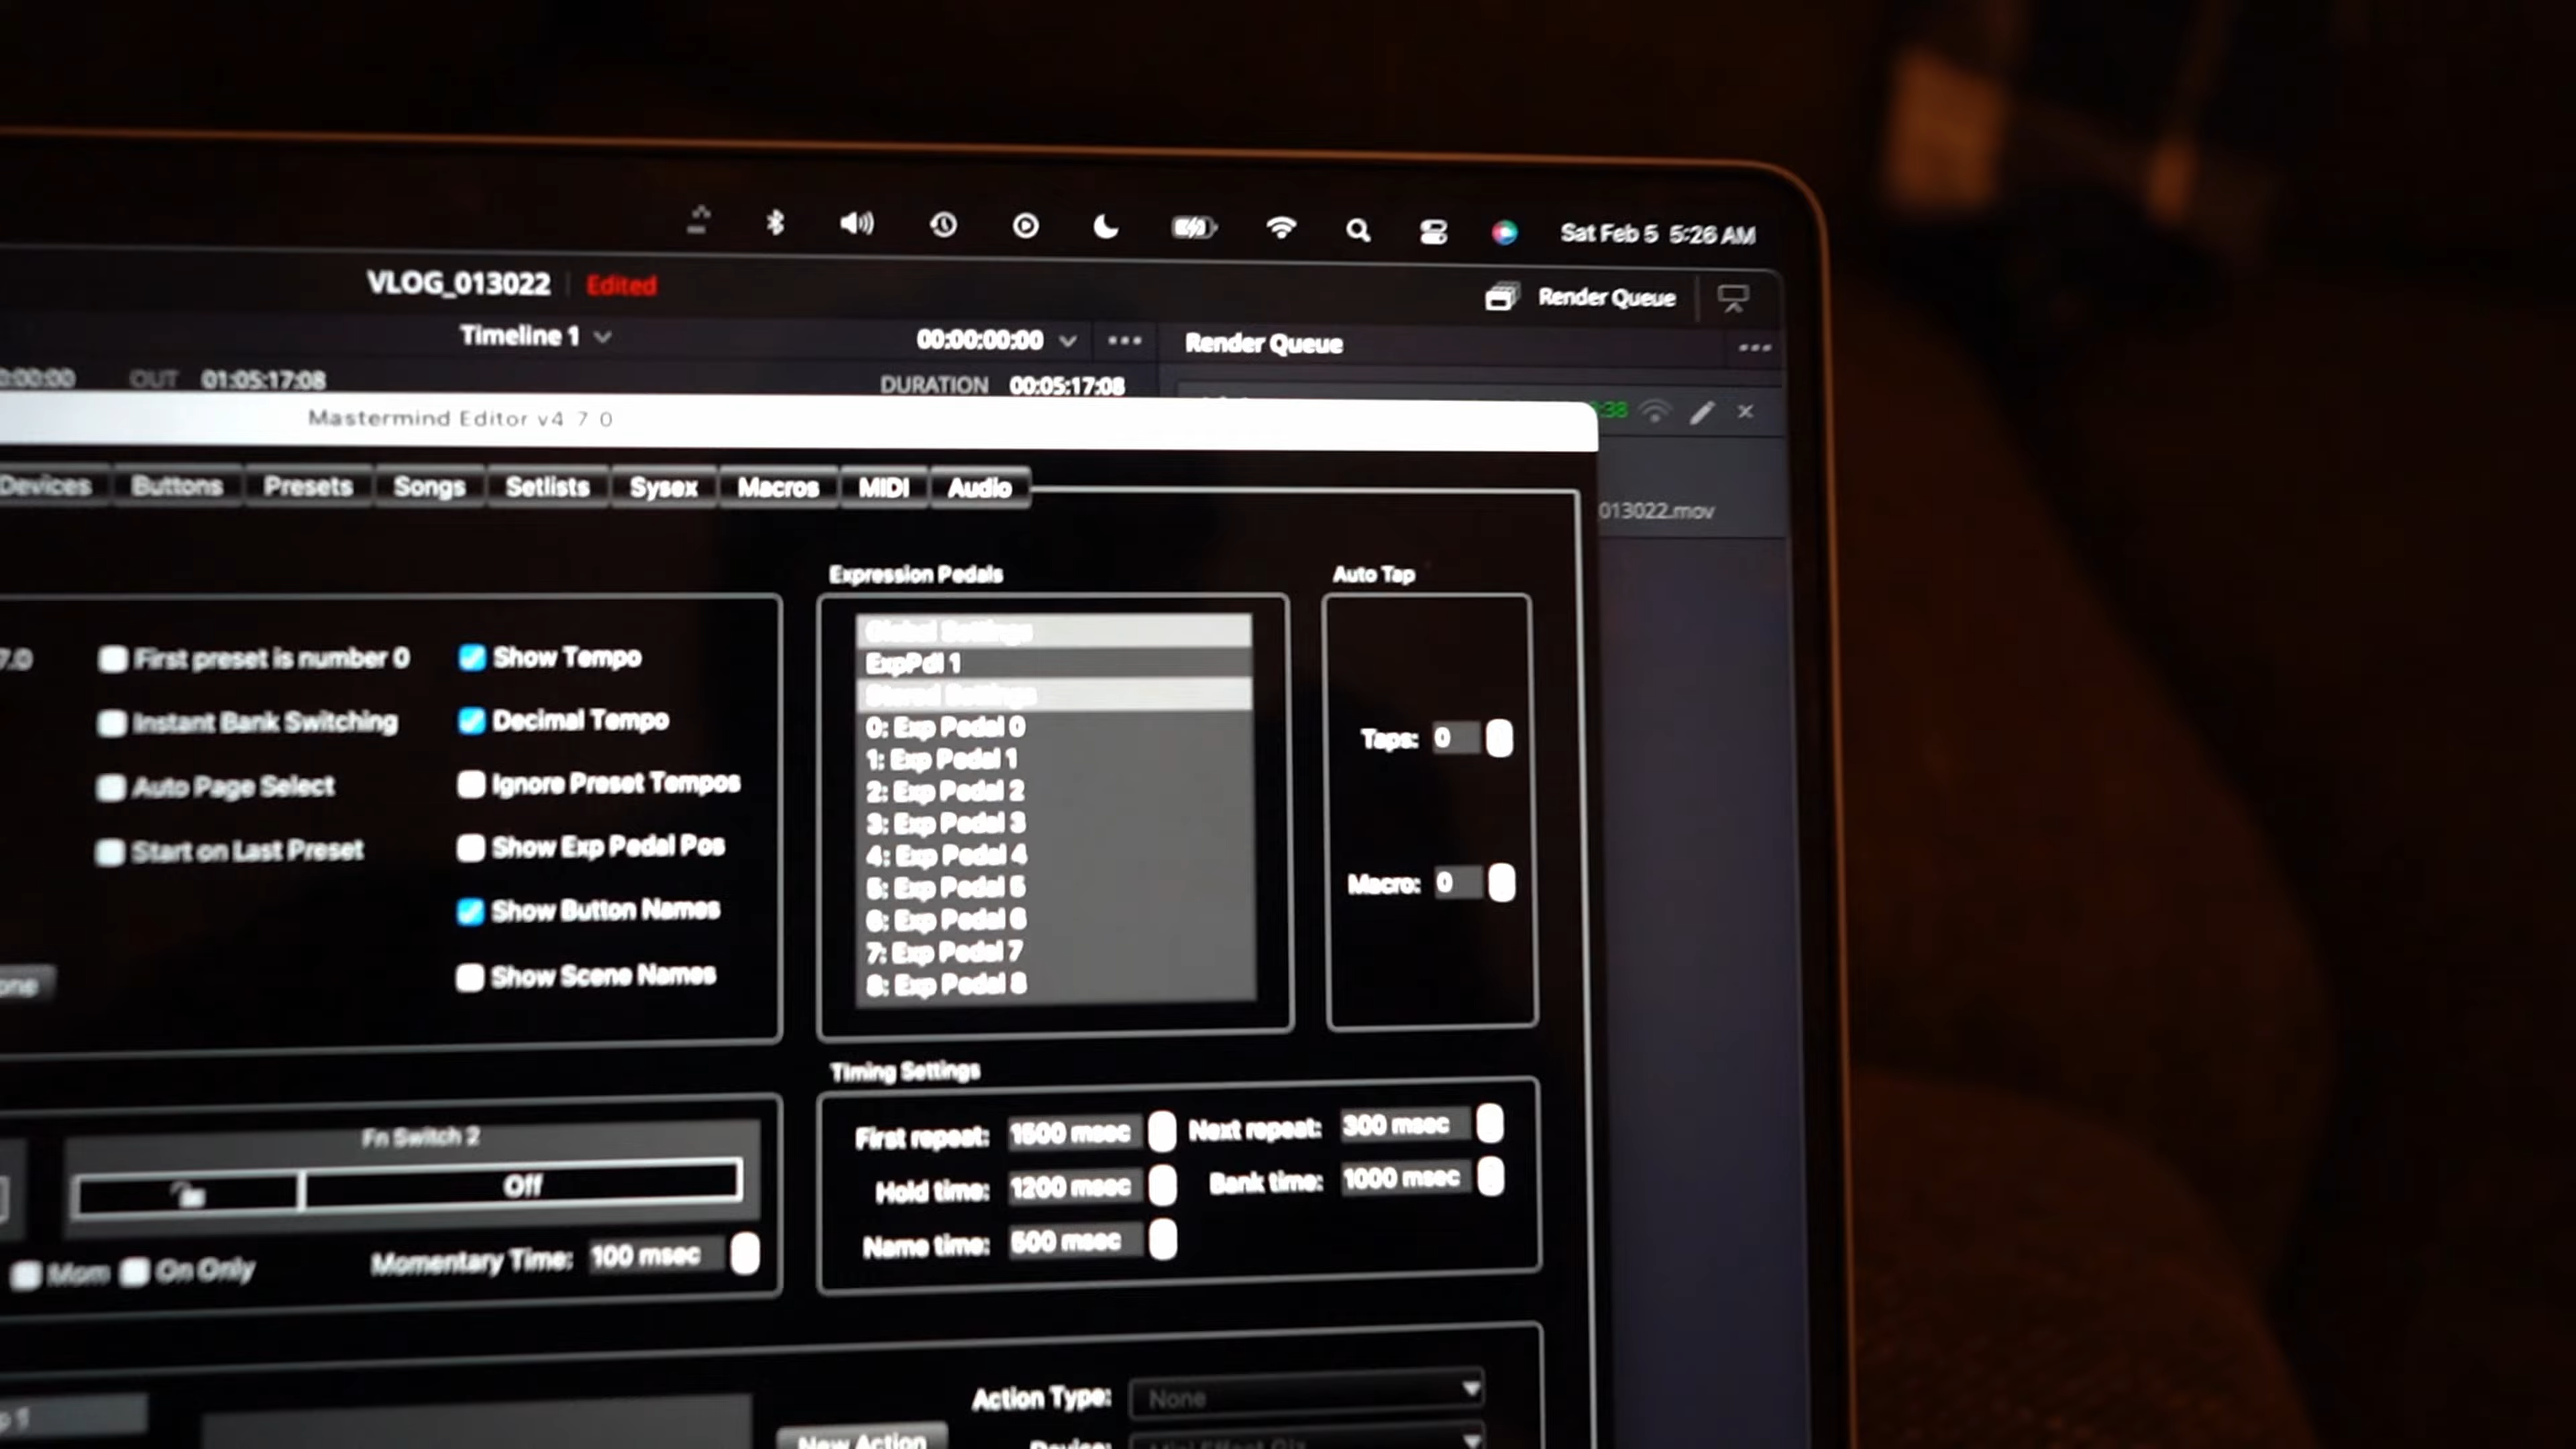 Sat Feb 5 5:26 AM
VLOG_013022 Edited
Render Queue
Timeline 1
00:00:00:00
Render Queue
OUT 01:05:17:08
DURATION 00:05:17:08
:38
Mastermind Editor v4 7 0
Devices Buttons Presets Songs Setlists Sysex Macros MIDI Audio
013022.mov
Expression Pedals
Auto Tap
7.0
First preset is number 0
Instant Bank Switching
Auto Page Select
Start on Last Preset
Show Tempo
Decimal Tempo
Ignore Preset Tempos
Show Exp Pedal Pos
Show Button Names
Show Scene Names
Global Settings
ExpPdl 1
Stored Settings
0: Exp Pedal 0
1: Exp Pedal 1
2: Exp Pedal 2
3: Exp Pedal 3
4: Exp Pedal 4
5: Exp Pedal 5
6: Exp Pedal 6
7: Exp Pedal 7
8: Exp Pedal 8
Taps: 0
Macro: 0
Timing Settings
First repeat: 1500 msec
Next repeat: 300 msec
Hold time: 1200 msec
Bank time: 1000 msec
Name time: 500 msec
Fn Switch 2
Off
Mom
On Only
Momentary Time: 100 msec
Action Type: None
New Action
Device: